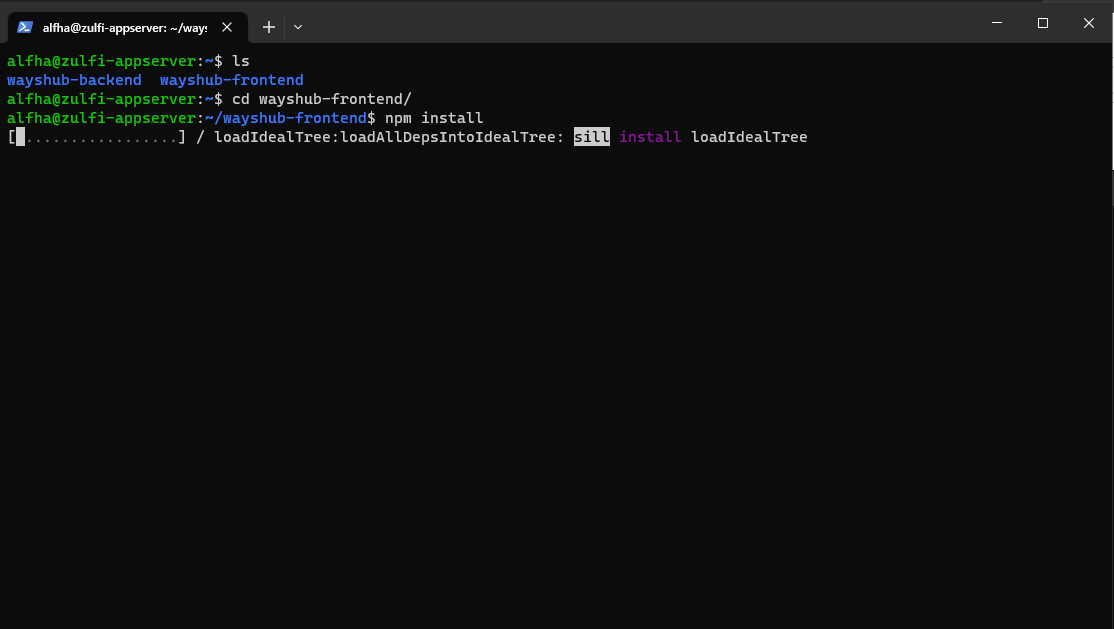 alfha@zulfi-appserver: ~/ways
alfha@zulfi-appserver:~$ ls
wayshub-backend  wayshub-frontend
alfha@zulfi-appserver:~$ cd wayshub-frontend/
alfha@zulfi-appserver:~/wayshub-frontend$ npm install
[ .................] / loadIdealTree:loadAllDepsIntoIdealTree: sill install loadIdealTree